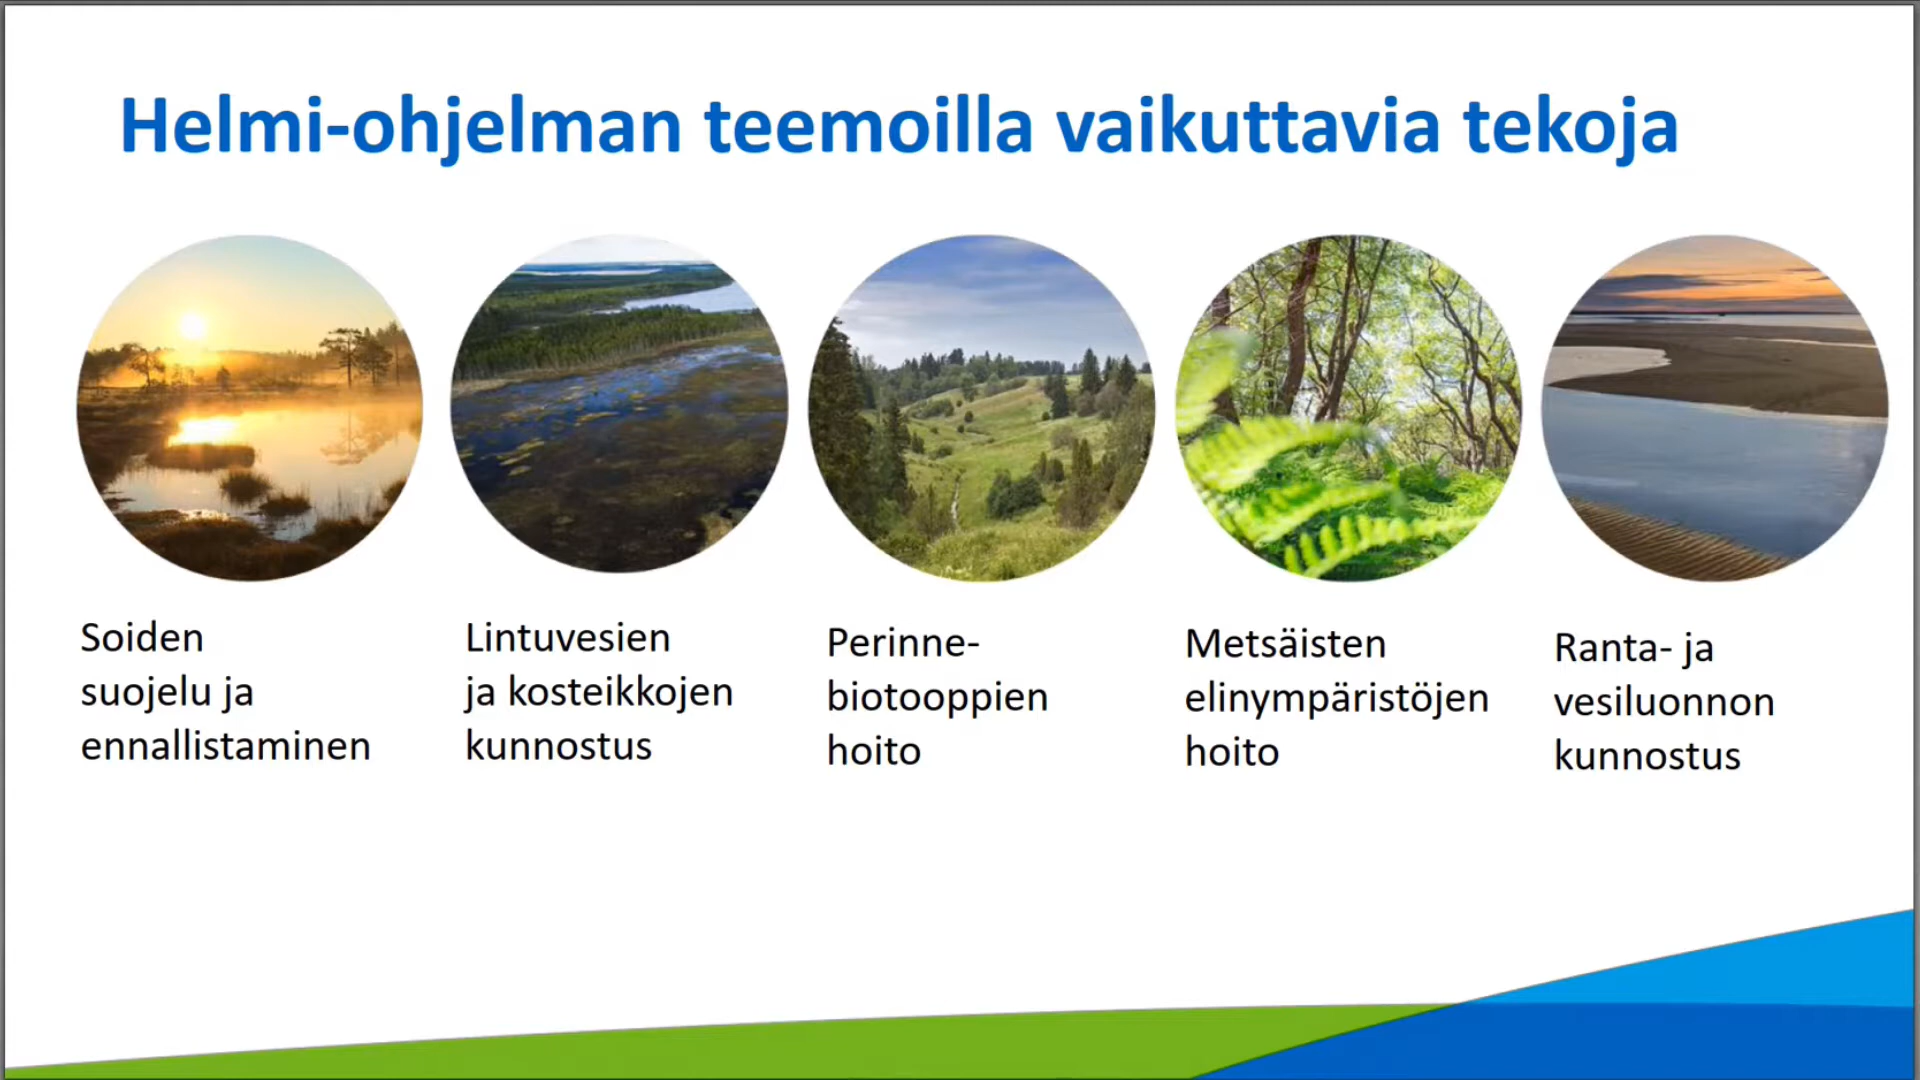 Helmi-ohjelman teemoilla vaikuttavia tekoja
Soiden
suojelu ja
ennallistaminen
Lintuvesien
ja kosteikkojen
kunnostus
Perinne-
biotooppien
hoito
Metsäisten
elinympäristöjen
hoito
Ranta- ja
vesiluonnon
kunnostus